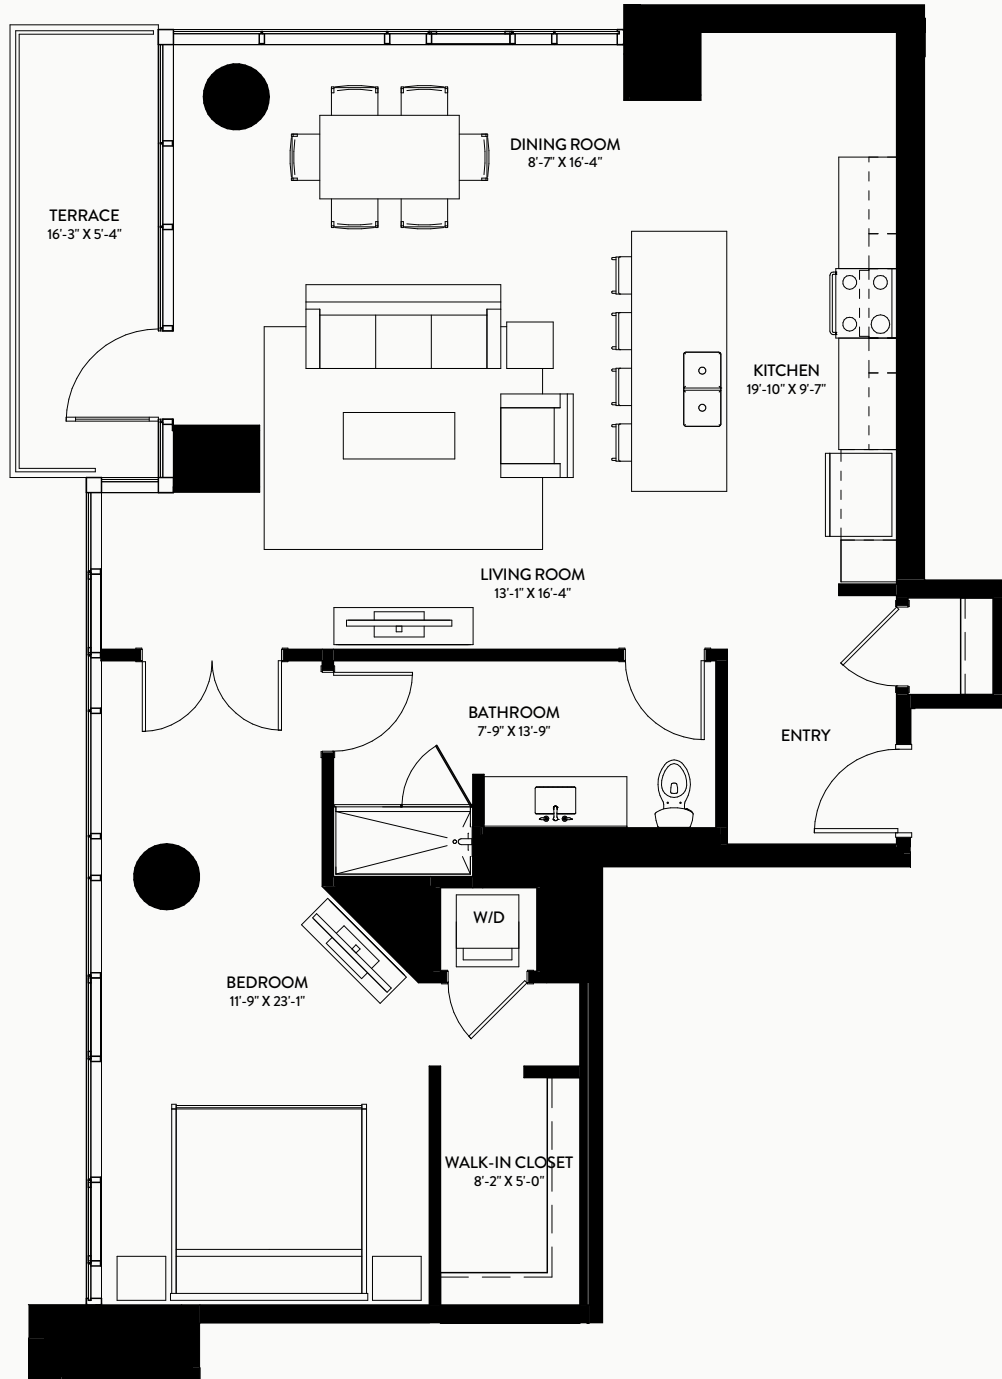 DINING ROOM
8'-7" X 16'-4"
TERRACE
16'-3" X 5'-4"
KITCHEN
19'-10" X 9'-7"
LIVING ROOM
13'-1" X 16'-4"
BATHROOM
7'-9" X 13'-9"
ENTRY
W/D
BEDROOM
11'-9" X 23'-1"
WALK-IN CLOSET
8'-2" X 5'-0"